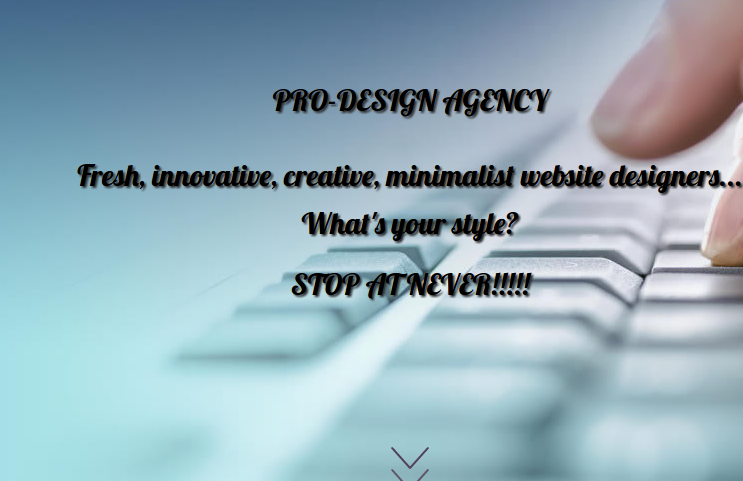 PRO-DESIGN AGENCY
Fresh, innovative, creative, minimalist website designers...
What's your style?
STOP AT NEVER!!!!!